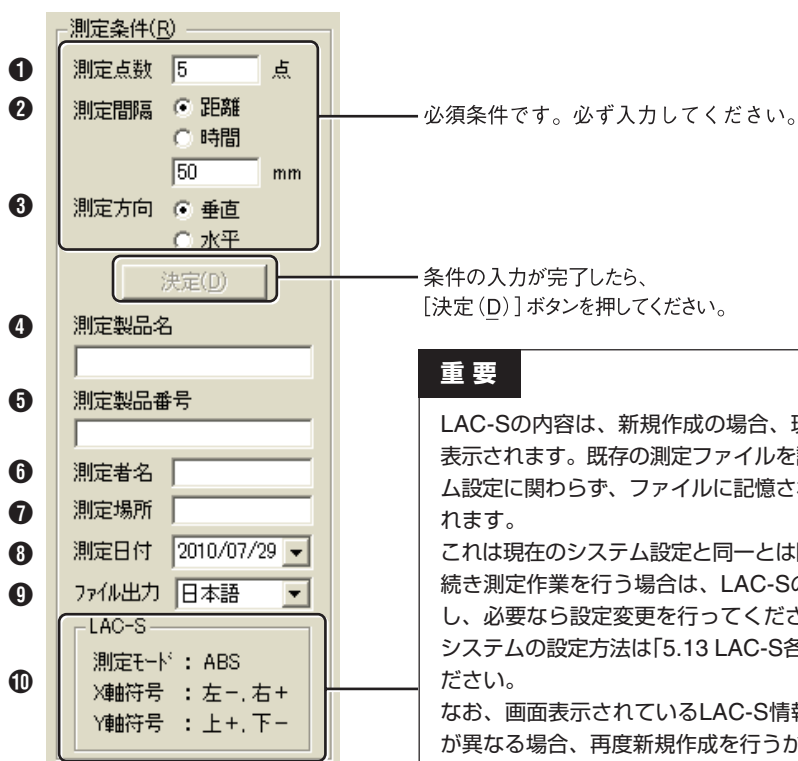 測定条件(R)
❶ 測定点数 5 点
❷ 測定間隔 距離
時間
50 mm
❸ 測定方向 垂直
水平
必須条件です。必ず入力してください。
決定(D)
条件の入力が完了したら、
[決定(D)]ボタンを押してください。
❹ 測定製品名
❺ 測定製品番号
❻ 測定者名
❼ 測定場所
❽ 測定日付 2010/07/29
❾ ファイル出力 日本語
❿ LAC-S
測定モード : ABS
X軸符号 : 左−,右+
Y軸符号 : 上+,下−
重要
LAC-Sの内容は、新規作成の場合、
表示されます。既存の測定ファイルを
ム設定に関わらず、ファイルに記憶さ
れます。
これは現在のシステム設定と同一とは
続き測定作業を行う場合は、LAC-Sの
し、必要なら設定変更を行ってくださ
システムの設定方法は「5.13 LAC-S各
ださい。
なお、画面表示されているLAC-S情
が異なる場合、再度新規作成を行うか